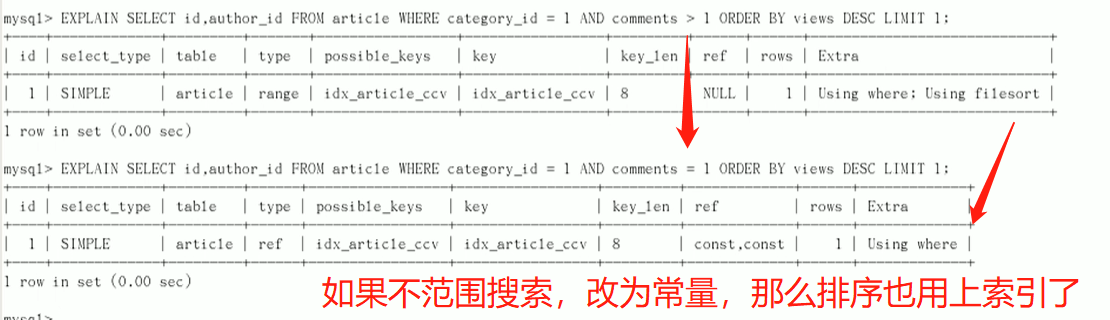 mysql> EXPLAIN SELECT id,author_id FROM article WHERE category_id = 1 AND comments > 1 ORDER BY views DESC LIMIT 1;
+----+-------------+---------+-------+-----------------+-----------------+---------+------+------+-----------------------------+
| id | select_type | table | type | possible_keys | key | key_len | ref | rows | Extra |
+----+-------------+---------+-------+-----------------+-----------------+---------+------+------+-----------------------------+
| 1 | SIMPLE | article | range | idx_article_ccv | idx_article_ccv | 8 | NULL | 1 | Using where; Using filesort |
+----+-------------+---------+-------+-----------------+-----------------+---------+------+------+-----------------------------+
1 row in set (0.00 sec)
mysql> EXPLAIN SELECT id,author_id FROM article WHERE category_id = 1 AND comments = 1 ORDER BY views DESC LIMIT 1;
+----+-------------+---------+------+-----------------+-----------------+---------+-------------+------+-------------+
| id | select_type | table | type | possible_keys | key | key_len | ref | rows | Extra |
+----+-------------+---------+------+-----------------+-----------------+---------+-------------+------+-------------+
| 1 | SIMPLE | article | ref | idx_article_ccv | idx_article_ccv | 8 | const,const | 1 | Using where |
+----+-------------+---------+------+-----------------+-----------------+---------+-------------+------+-------------+
1 row in set (0.00 sec)
如果不范围搜索，改为常量，那么排序也用上索引了
mysql>